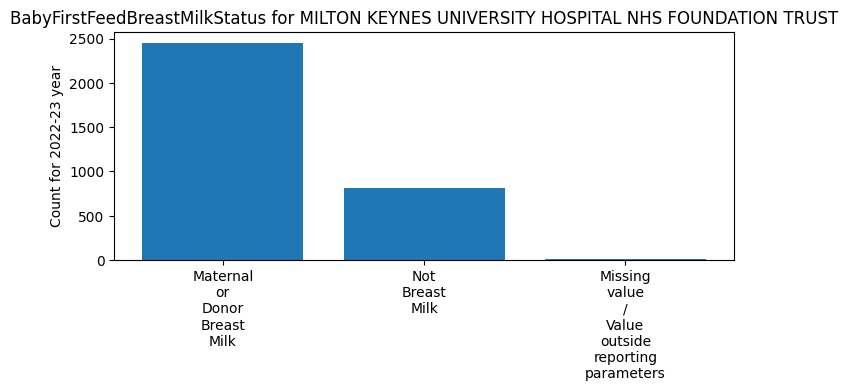 BabyFirstFeedBreastMilkStatus for MILTON KEYNES UNIVERSITY HOSPITAL NHS FOUNDATION TRUST
Count for 2022-23 year
2500
2000
1500
1000
500
0
Maternal
or
Donor
Breast
Milk
Not
Breast
Milk
Missing
value
/
Value
outside
reporting
parameters